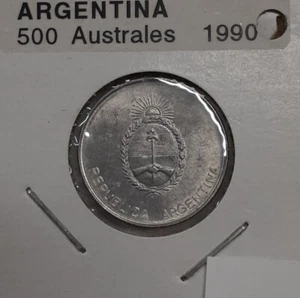 ARGENTINA
500 Australes 1990
REPUBLICA ARGENTINA